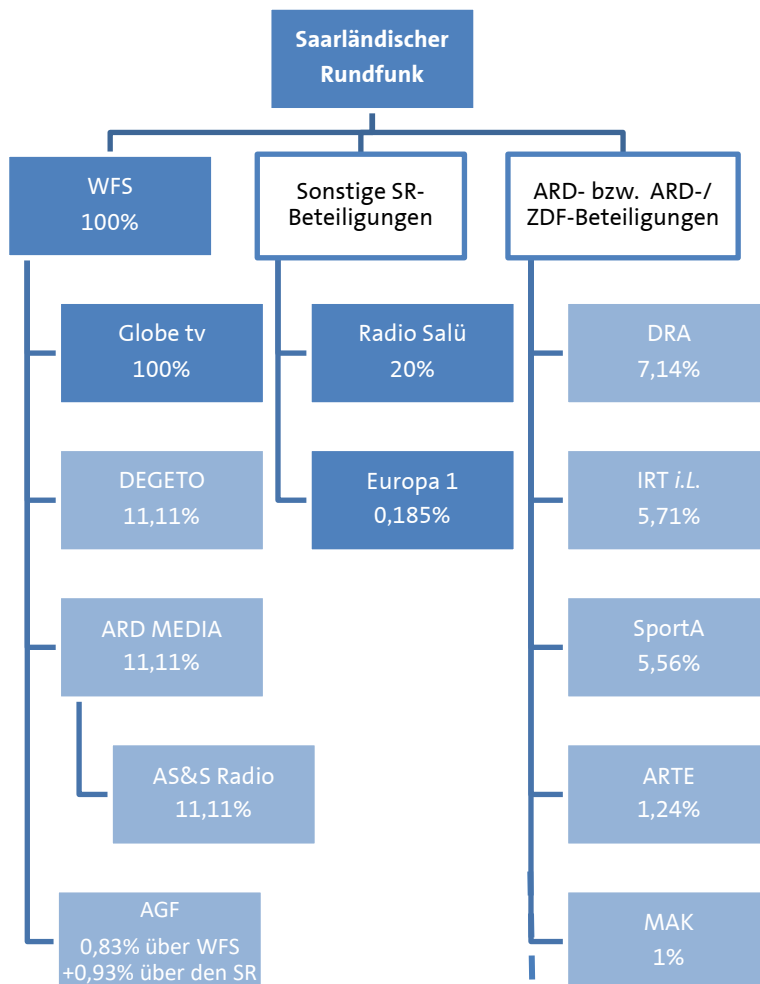 Saarländischer
Rundfunk
WFS
100%
Sonstige SR-
Beteiligungen
ARD- bzw. ARD-/
ZDF-Beteiligungen
Globe tv
100%
Radio Salü
20%
DRA
7,14%
DEGETO
11,11%
Europa 1
0,185%
IRT i.L.
5,71%
ARD MEDIA
11,11%
SportA
5,56%
AS&S Radio
11,11%
ARTE
1,24%
AGF
0,83% über WFS
+0,93% über den SR
MAK
1%